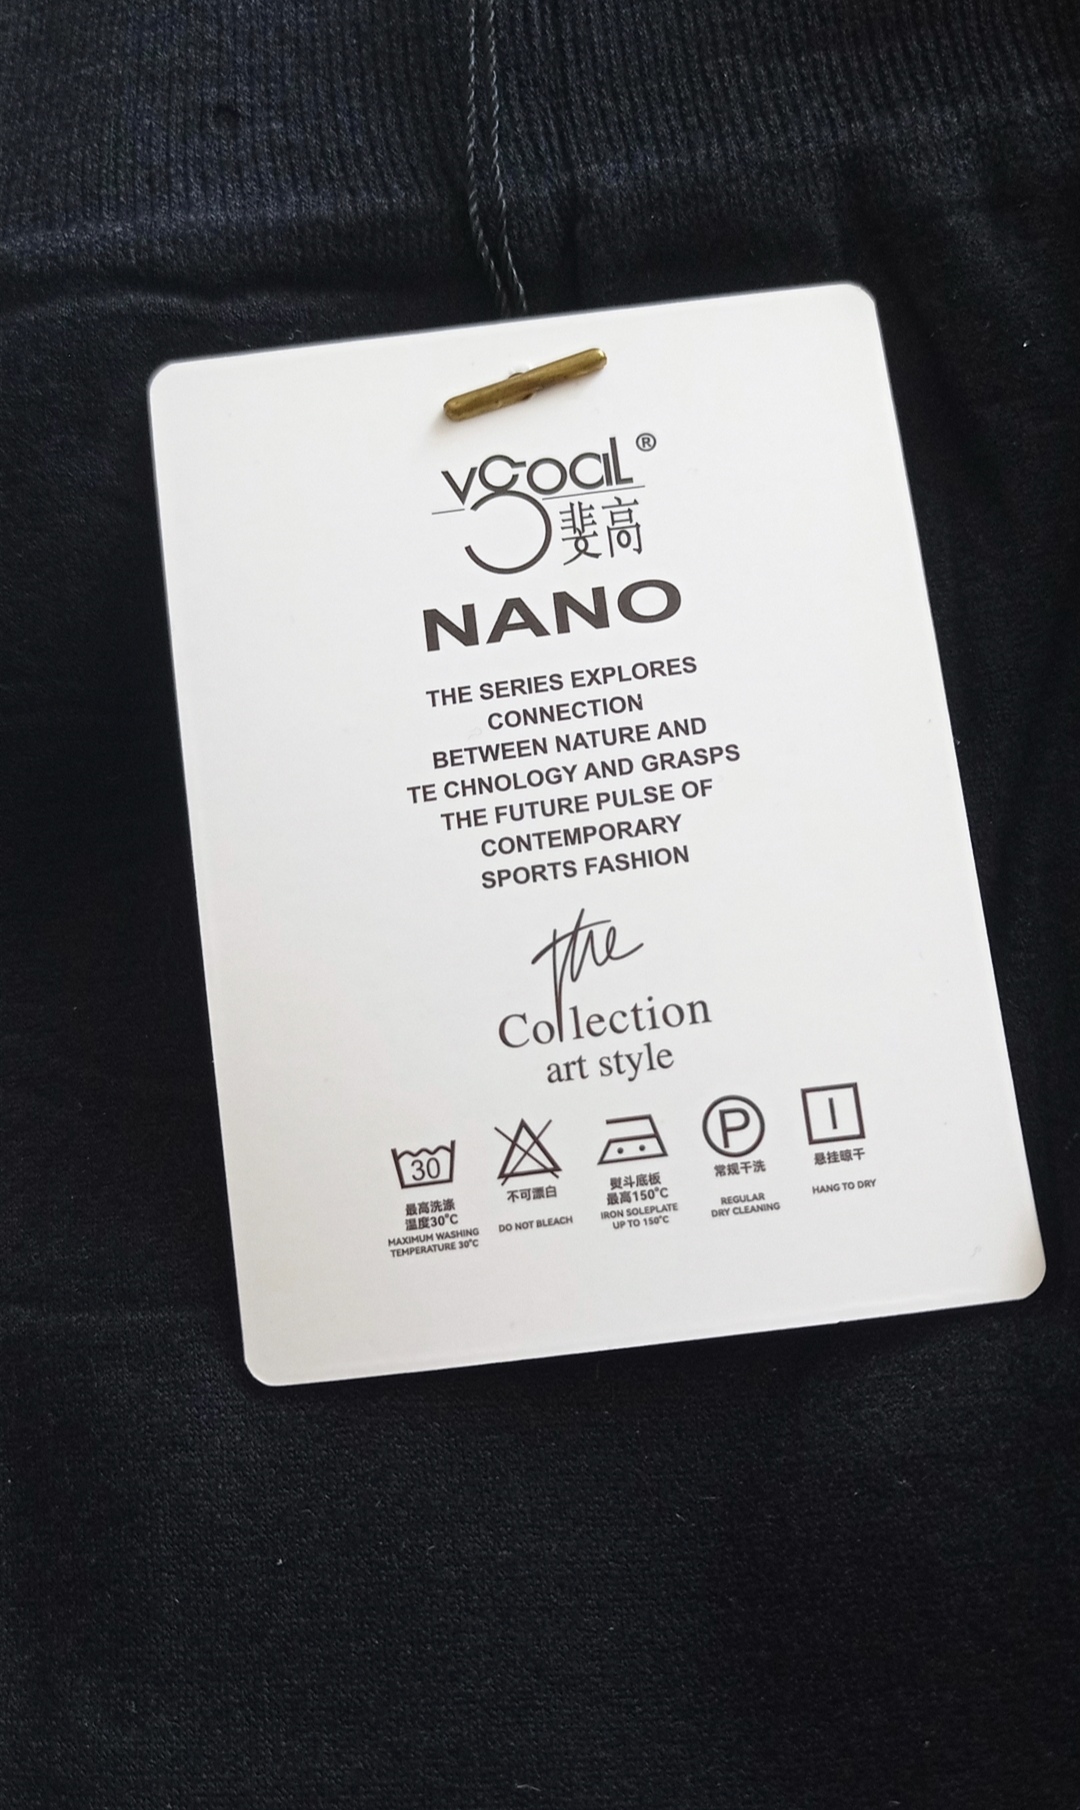 vgocil®
斐高
NANO
THE SERIES EXPLORES
CONNECTION
BETWEEN NATURE AND
TE CHNOLOGY AND GRASPS
THE FUTURE PULSE OF
CONTEMPORARY
SPORTS FASHION
the
Collection
art style
30
最高洗涤
温度30°C
MAXIMUM WASHING
TEMPERATURE 30°C
不可漂白
DO NOT BLEACH
熨斗底板
最高150°C
IRON SOLEPLATE
UP TO 150°C
P
常规干洗
REGULAR
DRY CLEANING
悬挂晾干
HANG TO DRY